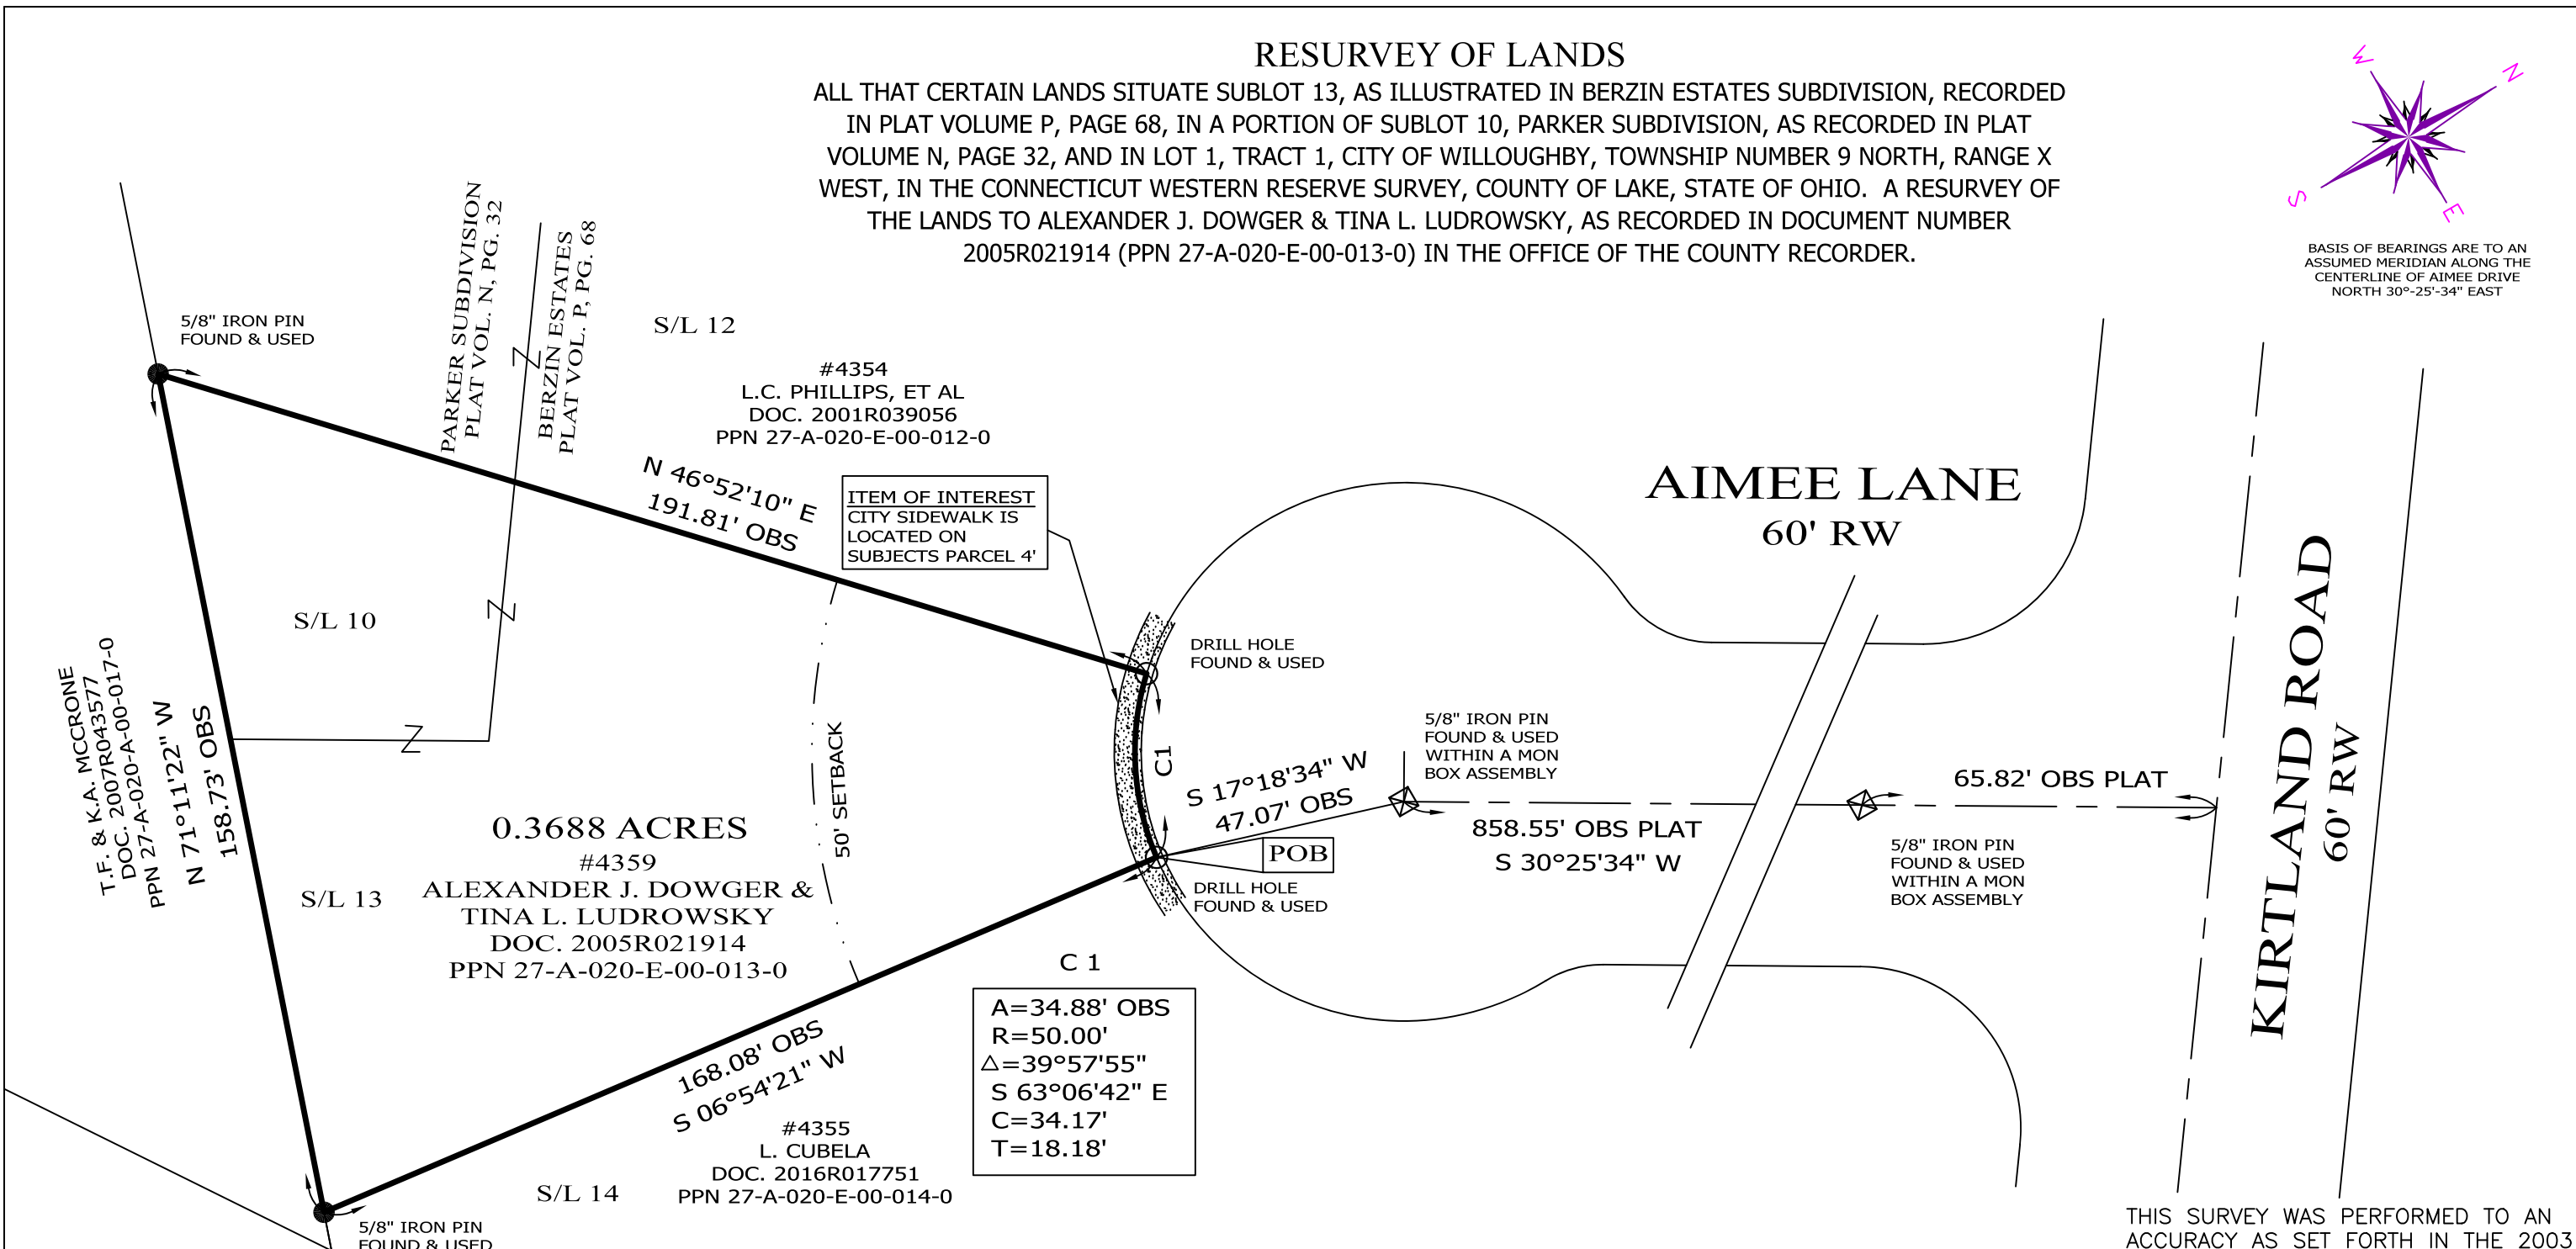 RESURVEY OF LANDS
ALL THAT CERTAIN LANDS SITUATE SUBLOT 13, AS ILLUSTRATED IN BERZIN ESTATES SUBDIVISION, RECORDED
IN PLAT VOLUME P, PAGE 68, IN A PORTION OF SUBLOT 10, PARKER SUBDIVISION, AS RECORDED IN PLAT
VOLUME N, PAGE 32, AND IN LOT 1, TRACT 1, CITY OF WILLOUGHBY, TOWNSHIP NUMBER 9 NORTH, RANGE X
WEST, IN THE CONNECTICUT WESTERN RESERVE SURVEY, COUNTY OF LAKE, STATE OF OHIO.  A RESURVEY OF
THE LANDS TO ALEXANDER J. DOWGER & TINA L. LUDROWSKY, AS RECORDED IN DOCUMENT NUMBER
2005R021914 (PPN 27-A-020-E-00-013-0) IN THE OFFICE OF THE COUNTY RECORDER.
W
N
S
E
BASIS OF BEARINGS ARE TO AN
ASSUMED MERIDIAN ALONG THE
CENTERLINE OF AIMEE DRIVE
NORTH 30°-25'-34" EAST
5/8" IRON PIN
FOUND & USED
PARKER SUBDIVISION
PLAT VOL. N, PG. 32
BERZIN ESTATES
PLAT VOL. P, PG. 68
S/L 12
#4354
L.C. PHILLIPS, ET AL
DOC. 2001R039056
PPN 27-A-020-E-00-012-0
N 46°52'10" E
191.81' OBS
ITEM OF INTEREST
CITY SIDEWALK IS
LOCATED ON
SUBJECTS PARCEL 4'
AIMEE LANE
60' RW
S/L 10
DRILL HOLE
FOUND & USED
T.F. & K.A. MCCRONE
DOC. 2007R043577
PPN 27-A-020-A-00-017-0
N 71°11'22" W
158.73' OBS
50' SETBACK
C1
S 17°18'34" W
47.07' OBS
5/8" IRON PIN
FOUND & USED
WITHIN A MON
BOX ASSEMBLY
65.82' OBS PLAT
858.55' OBS PLAT
S 30°25'34" W
5/8" IRON PIN
FOUND & USED
WITHIN A MON
BOX ASSEMBLY
KIRTLAND ROAD
60' RW
0.3688 ACRES
#4359
ALEXANDER J. DOWGER &
TINA L. LUDROWSKY
DOC. 2005R021914
PPN 27-A-020-E-00-013-0
S/L 13
POB
DRILL HOLE
FOUND & USED
C 1
A=34.88' OBS
R=50.00'
△=39°57'55"
S 63°06'42" E
C=34.17'
T=18.18'
168.08' OBS
S 06°54'21" W
#4355
L. CUBELA
DOC. 2016R017751
PPN 27-A-020-E-00-014-0
S/L 14
5/8" IRON PIN
FOUND & USED
THIS SURVEY WAS PERFORMED TO AN
ACCURACY AS SET FORTH IN THE 2003